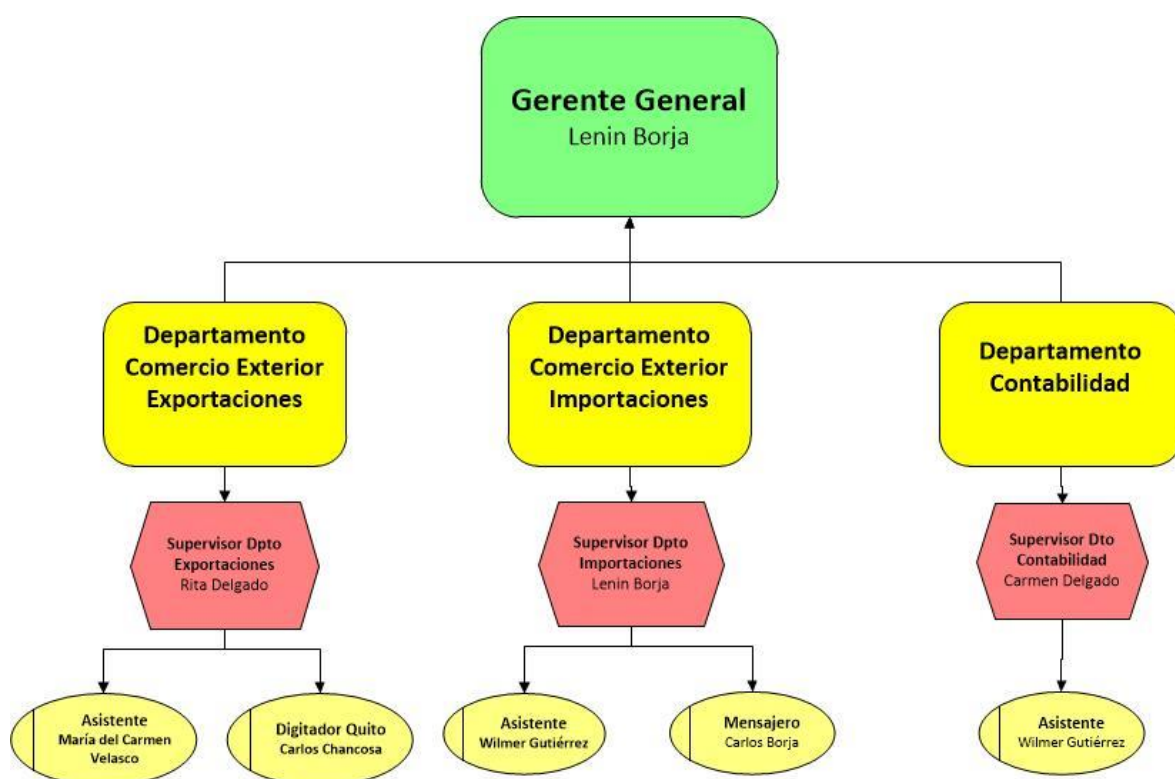 Gerente General
Lenin Borja
Departamento
Comercio Exterior
Exportaciones
Departamento
Comercio Exterior
Importaciones
Departamento
Contabilidad
Supervisor Dpto
Exportaciones
Rita Delgado
Supervisor Dpto
Importaciones
Lenin Borja
Supervisor Dto
Contabilidad
Carmen Delgado
Asistente
María del Carmen
Velasco
Digitador Quito
Carlos Chancosa
Asistente
Wilmer Gutiérrez
Mensajero
Carlos Borja
Asistente
Wilmer Gutiérrez